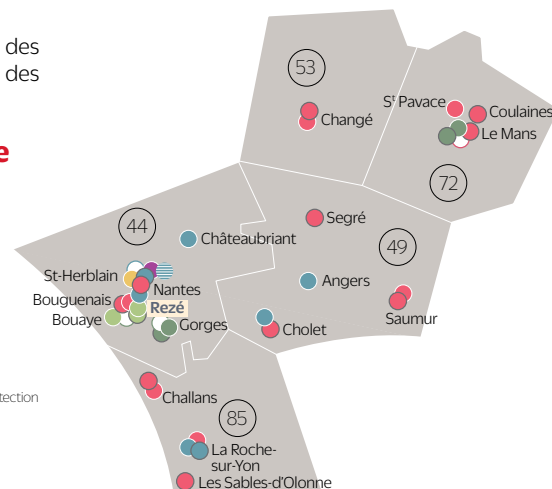 des
des
e
53
Changé
St Pavace
Coulaines
Le Mans
72
44
Châteaubriant
Segré
49
St-Herblain
Nantes
Angers
Bouguenais
Rezé
Bouaye
Gorges
Cholet
Saumur
tection
Challans
85
La Roche-
sur-Yon
Les Sables-d'Olonne